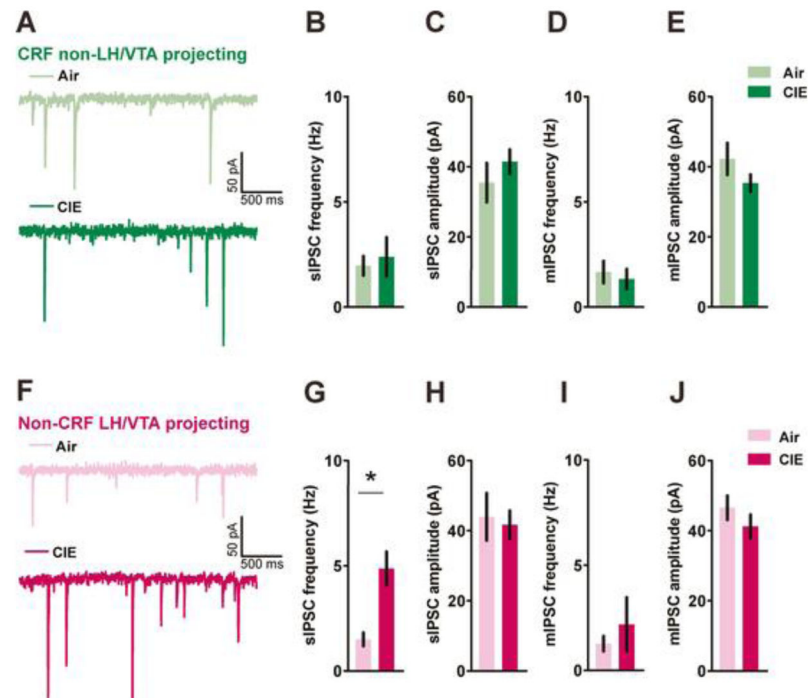 A
CRF non-LH/VTA projecting
Air
50 pA
500 ms
CIE
B
10
5
0
sIPSC frequency (Hz)
C
60
40
20
0
sIPSC amplitude (pA)
D
10
5
0
mIPSC frequency (Hz)
E
60
40
20
0
mIPSC amplitude (pA)
Air
CIE
F
Non-CRF LH/VTA projecting
Air
50 pA
500 ms
CIE
G
10
5
0
sIPSC frequency (Hz)
*
H
60
40
20
0
sIPSC amplitude (pA)
I
10
5
0
mIPSC frequency (Hz)
J
60
40
20
0
mIPSC amplitude (pA)
Air
CIE